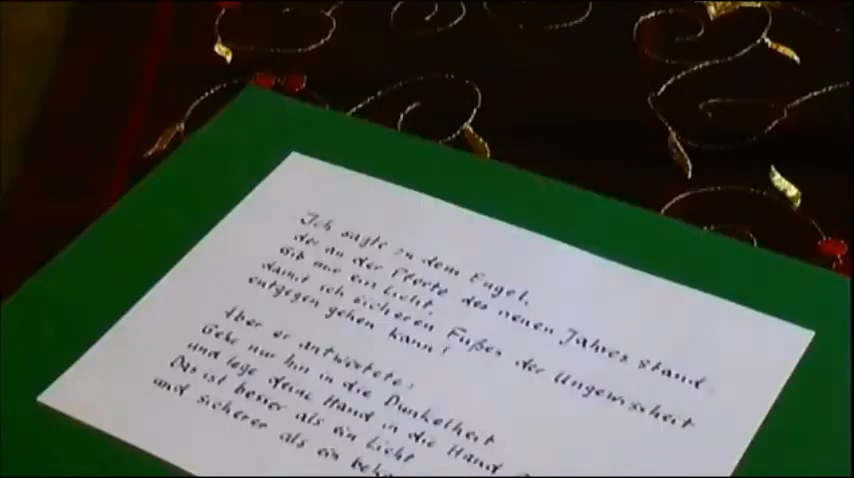 Ich sagte zu dem Engel,
der an der Pforte des neuen Jahres stand:
Gib mir ein Licht,
damit ich sicheren Fußes der Ungewissheit
entgegen gehen kann!
Aber er antwortete:
Gehe nur hin in die Dunkelheit
und lege deine Hand in die Hand
Das ist besser als ein Licht
und sicherer als ein